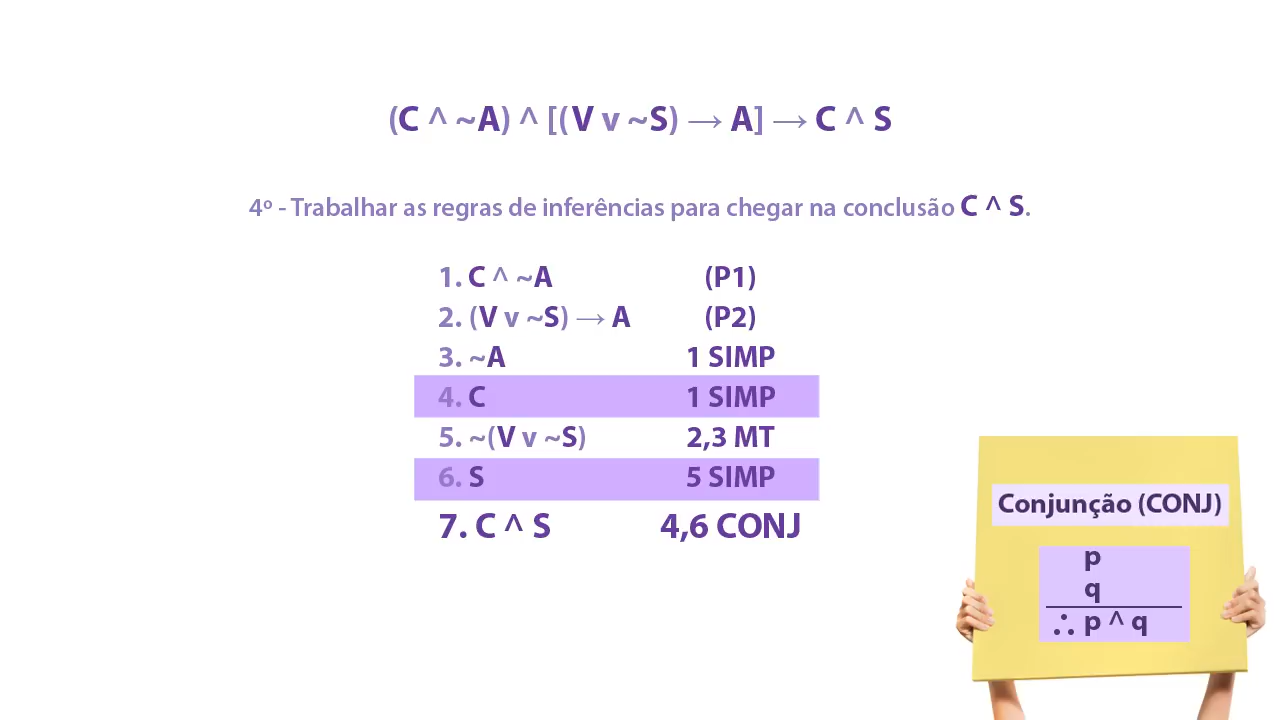 (C ^ ~A) ^ [(V v ~S) → A] → C ^ S
4º - Trabalhar as regras de inferências para chegar na conclusão C ^ S.
1. C ^ ~A (P1)
2. (V v ~S) → A (P2)
3. ~A 1 SIMP
4. C 1 SIMP
5. ~(V v ~S) 2,3 MT
6. S 5 SIMP
7. C ^ S 4,6 CONJ
Conjunção (CONJ)
p
q
∴ p ^ q